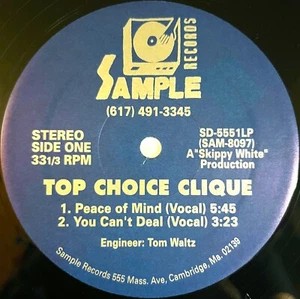 SAMPLE
RECORDS
(617) 491-3345
STEREO
SIDE ONE
33 1/3 RPM
SD-5551LP
(SAM-8097)
A "Skippy White"
Production
TOP CHOICE CLIQUE
1. Peace of Mind (Vocal) 5:45
2. You Can't Deal (Vocal) 3:23
Engineer: Tom Waltz
Sample Records 555 Mass. Ave, Cambridge, Ma. 02139